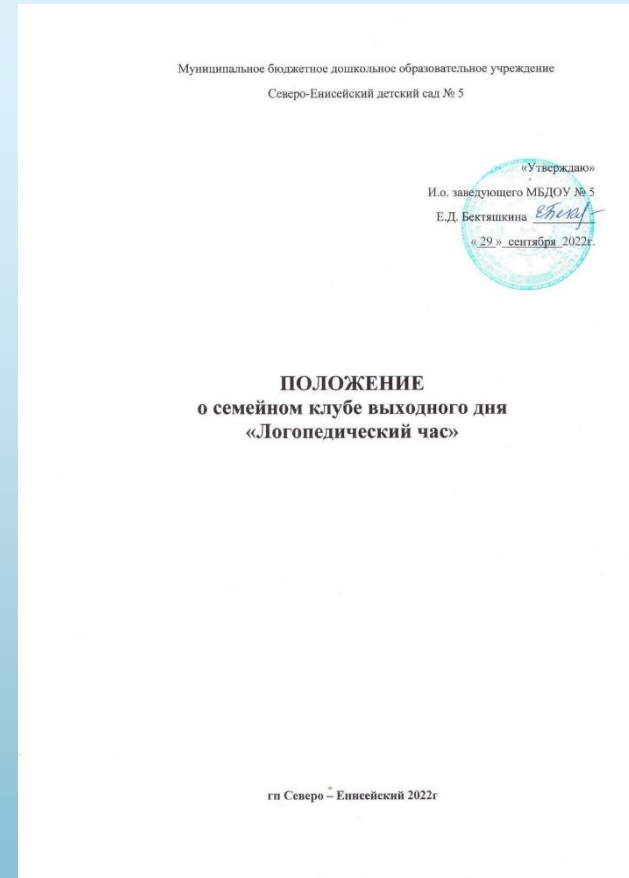 Муниципальное бюджетное дошкольное образовательное учреждение
Северо-Енисейский детский сад № 5
«Утверждаю»
И.о. заведующего МБДОУ № 5
Е.Д. Бектяшкина
« 29 » сентября 2022г.
ПОЛОЖЕНИЕ
о семейном клубе выходного дня
«Логопедический час»
гп Северо – Енисейский 2022г